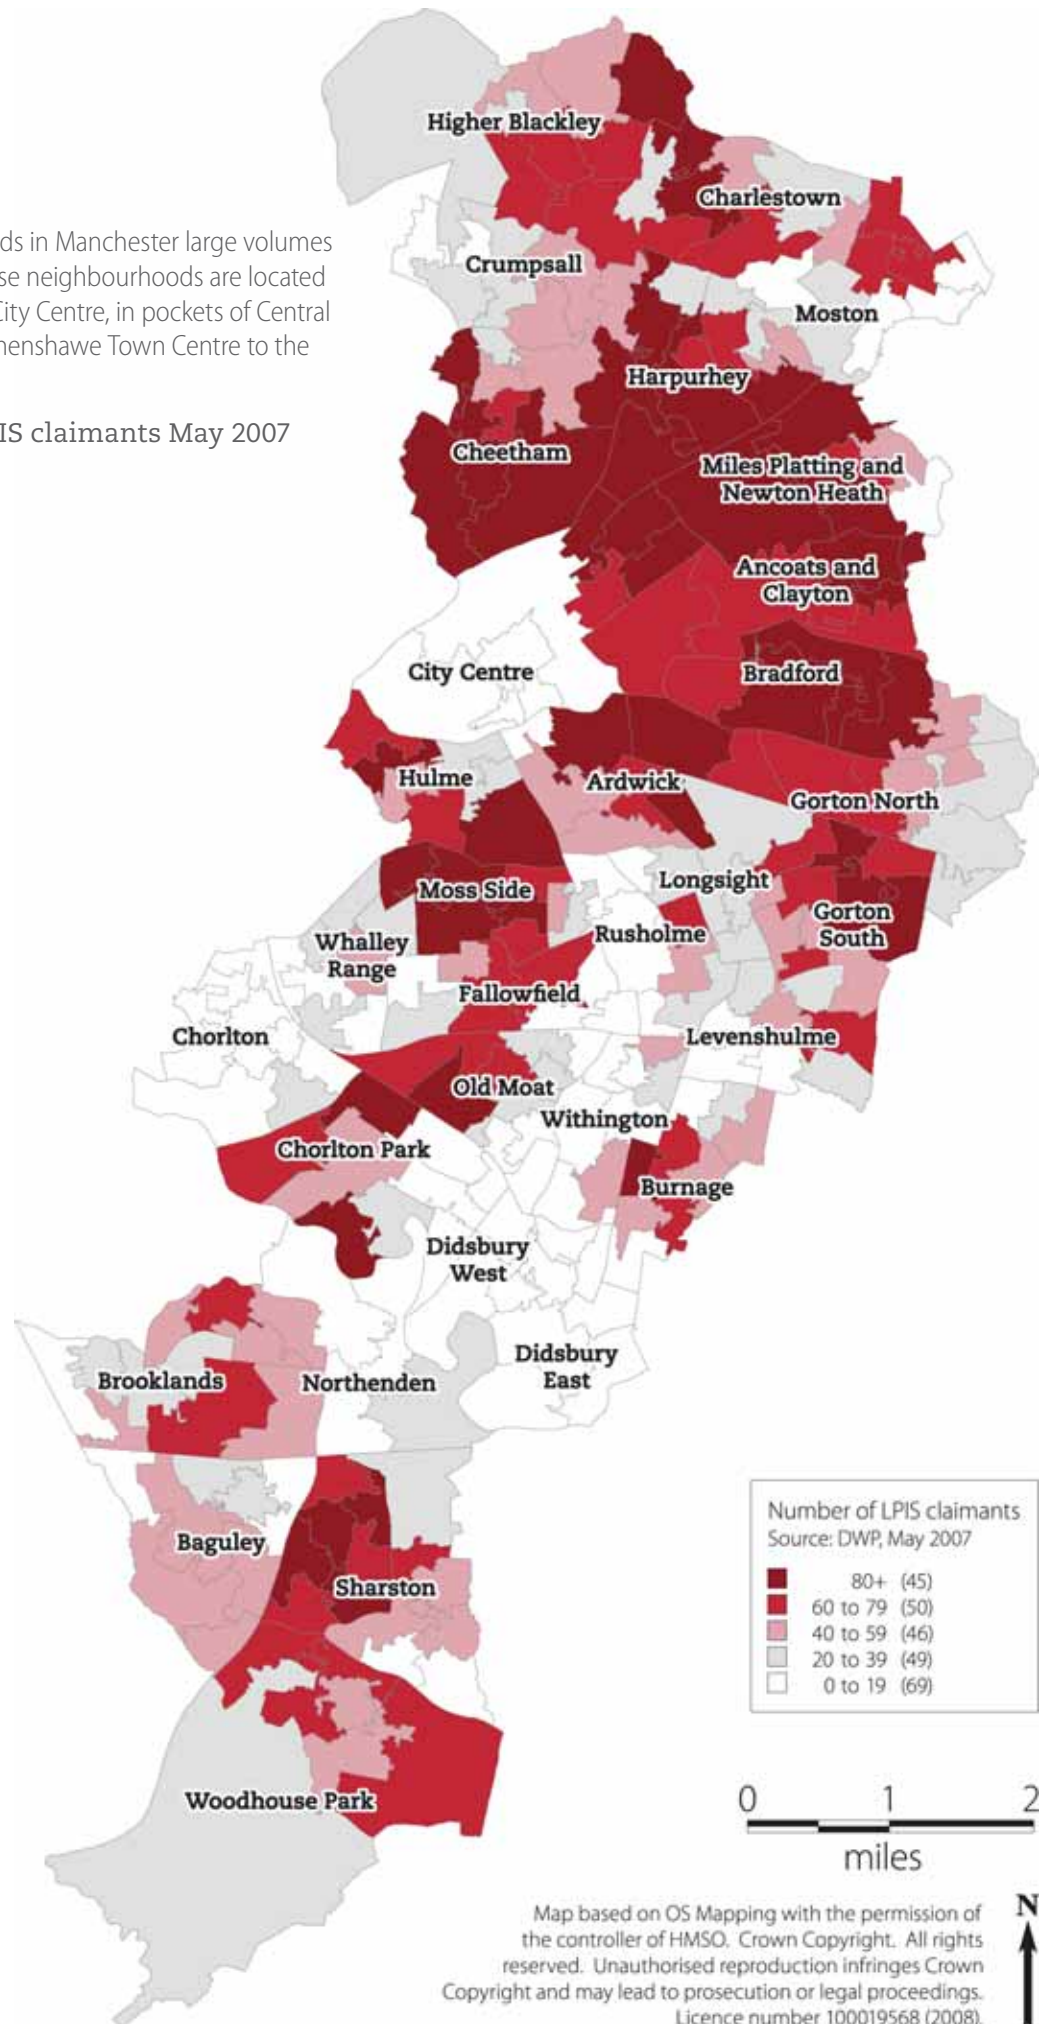 ds in Manchester large volumes
se neighbourhoods are located
City Centre, in pockets of Central
henshawe Town Centre to the
IS claimants May 2007
Higher Blackley
Charlestown
Crumpsall
Moston
Harpurhey
Cheetham
Miles Platting and
Newton Heath
Ancoats and
Clayton
City Centre
Bradford
Hulme
Ardwick
Gorton North
Moss Side
Longsight
Gorton
South
Whalley
Range
Rusholme
Fallowfield
Chorlton
Levenshulme
Old Moat
Withington
Chorlton Park
Burnage
Didsbury
West
Didsbury
East
Brooklands
Northenden
Baguley
Sharston
Woodhouse Park
Number of LPIS claimants
Source: DWP, May 2007
80+ (45)
60 to 79 (50)
40 to 59 (46)
20 to 39 (49)
0 to 19 (69)
0 1 2
miles
N
Map based on OS Mapping with the permission of
the controller of HMSO. Crown Copyright. All rights
reserved. Unauthorised reproduction infringes Crown
Copyright and may lead to prosecution or legal proceedings.
Licence number 100019568 (2008).